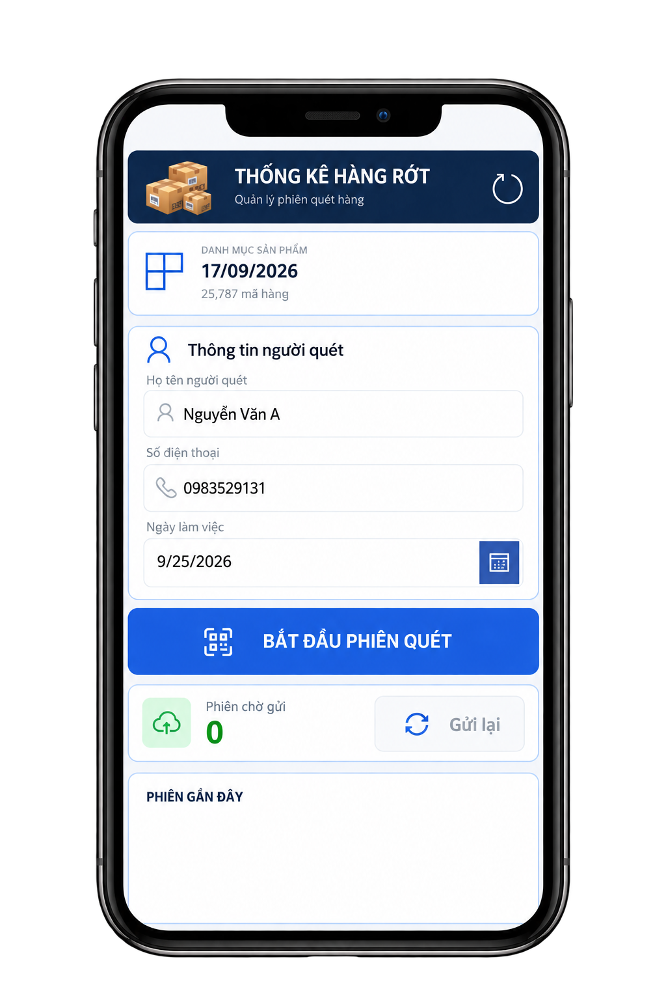 THỐNG KÊ HÀNG RỚT
Quản lý phiên quét hàng
DANH MỤC SẢN PHẨM
17/09/2026
25,787 mã hàng
Thông tin người quét
Họ tên người quét
Nguyễn Văn A
Số điện thoại
0983529131
Ngày làm việc
9/25/2026
BẮT ĐẦU PHIÊN QUÉT
Phiên chờ gửi
0
Gửi lại
PHIÊN GẦN ĐÂY